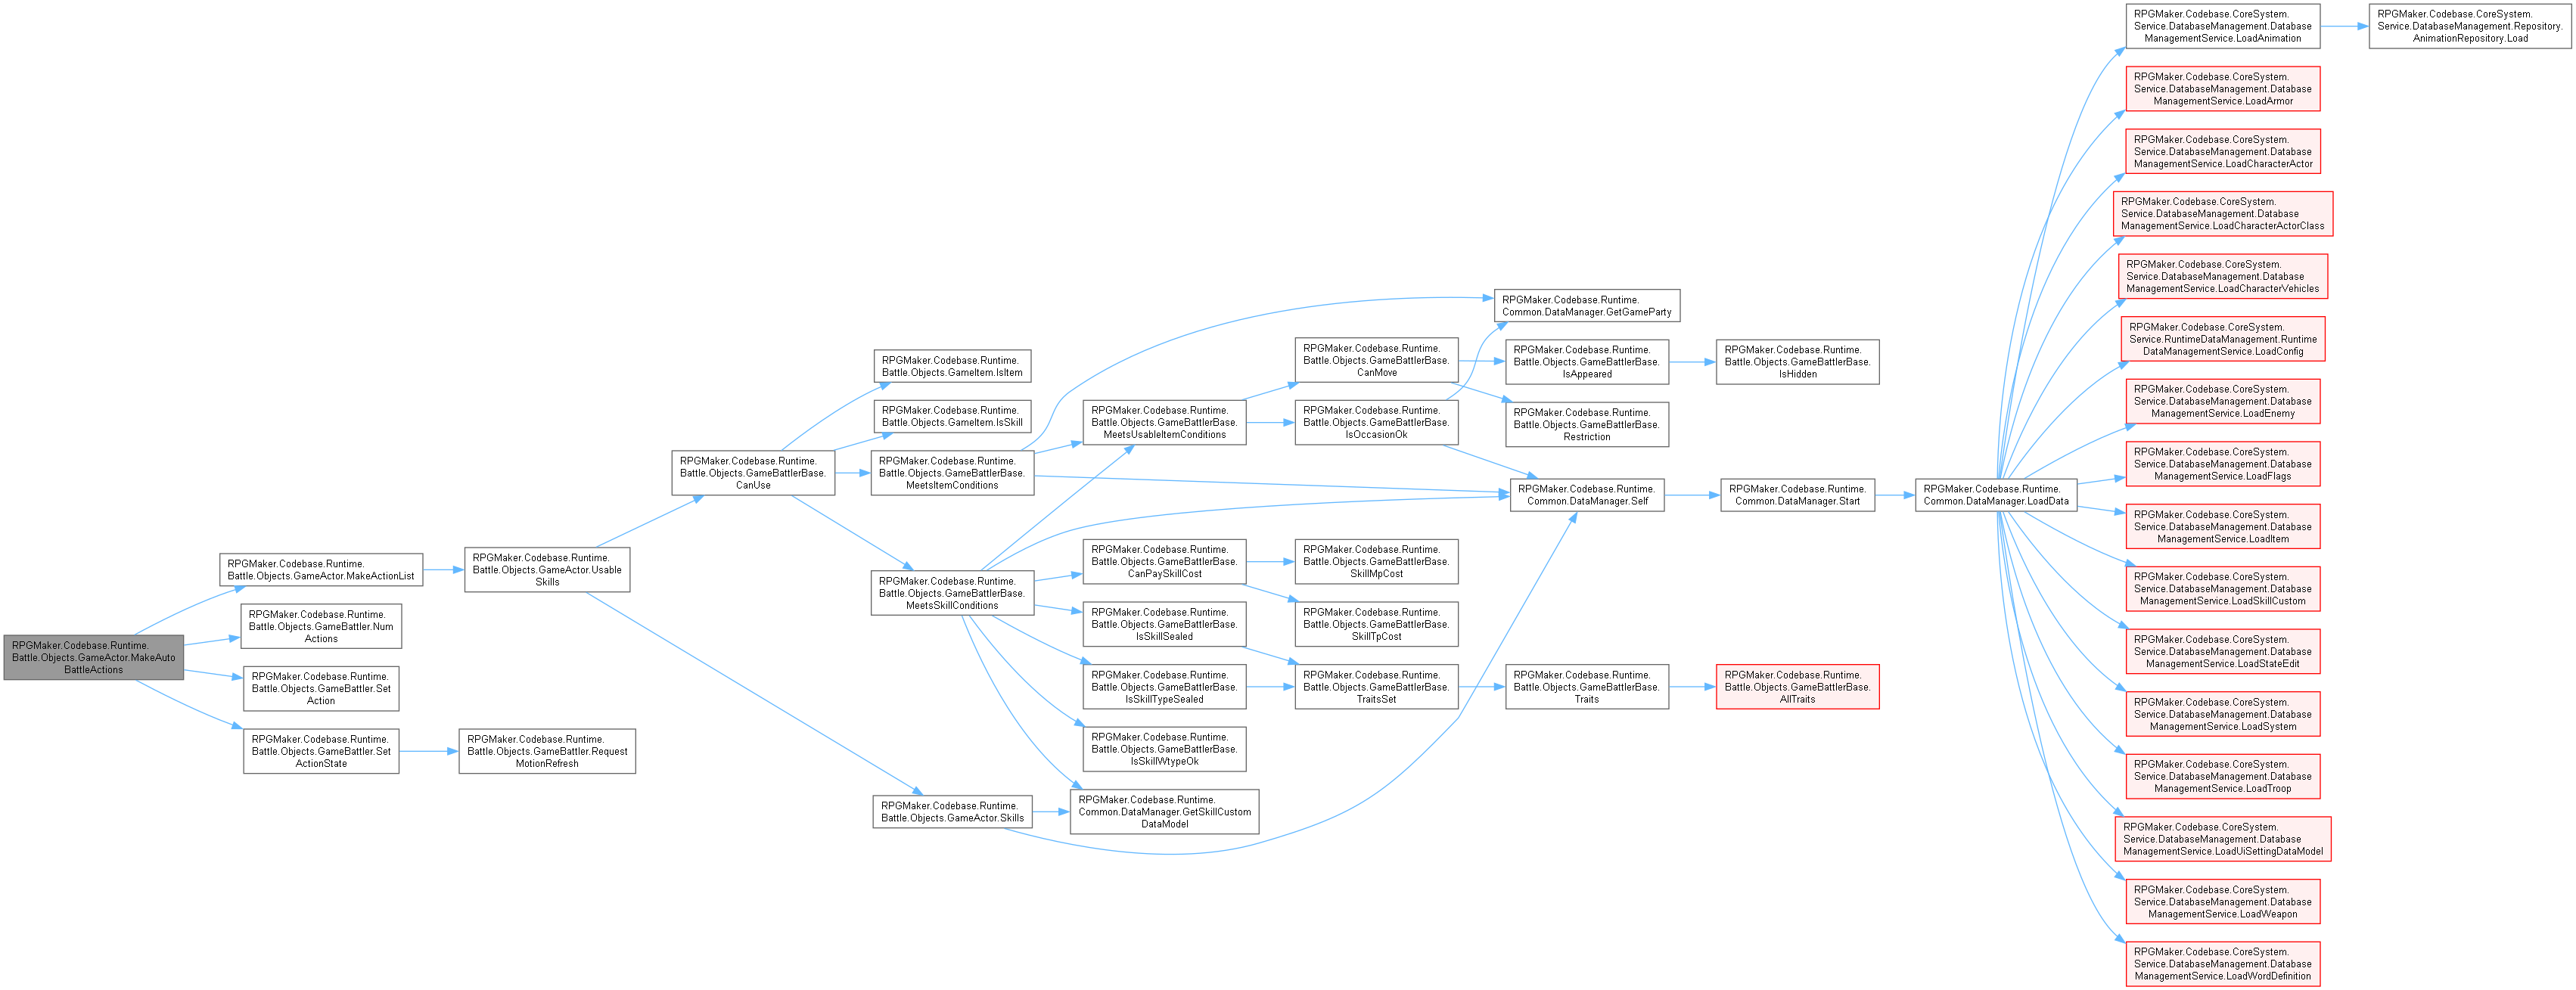 RPGMaker.Codebase.Runtime.
Battle.Objects.GameActor.MakeAuto
BattleActions
RPGMaker.Codebase.Runtime.
Battle.Objects.GameActor.MakeActionList
RPGMaker.Codebase.Runtime.
Battle.Objects.GameBattler.Num
Actions
RPGMaker.Codebase.Runtime.
Battle.Objects.GameBattler.Set
Action
RPGMaker.Codebase.Runtime.
Battle.Objects.GameBattler.Set
ActionState
RPGMaker.Codebase.Runtime.
Battle.Objects.GameActor.Usable
Skills
RPGMaker.Codebase.Runtime.
Battle.Objects.GameBattler.Request
MotionRefresh
RPGMaker.Codebase.Runtime.
Battle.Objects.GameBattlerBase.
CanUse
RPGMaker.Codebase.Runtime.
Battle.Objects.GameItem.IsItem
RPGMaker.Codebase.Runtime.
Battle.Objects.GameItem.IsSkill
RPGMaker.Codebase.Runtime.
Battle.Objects.GameBattlerBase.
MeetsItemConditions
RPGMaker.Codebase.Runtime.
Battle.Objects.GameBattlerBase.
MeetsSkillConditions
RPGMaker.Codebase.Runtime.
Battle.Objects.GameActor.Skills
RPGMaker.Codebase.Runtime.
Battle.Objects.GameBattlerBase.
MeetsUsableItemConditions
RPGMaker.Codebase.Runtime.
Battle.Objects.GameBattlerBase.
CanPaySkillCost
RPGMaker.Codebase.Runtime.
Battle.Objects.GameBattlerBase.
IsSkillSealed
RPGMaker.Codebase.Runtime.
Battle.Objects.GameBattlerBase.
IsSkillTypeSealed
RPGMaker.Codebase.Runtime.
Battle.Objects.GameBattlerBase.
IsSkillWtypeOk
RPGMaker.Codebase.Runtime.
Common.DataManager.GetSkillCustom
DataModel
RPGMaker.Codebase.Runtime.
Battle.Objects.GameBattlerBase.
CanMove
RPGMaker.Codebase.Runtime.
Battle.Objects.GameBattlerBase.
IsOccasionOk
RPGMaker.Codebase.Runtime.
Battle.Objects.GameBattlerBase.
SkillMpCost
RPGMaker.Codebase.Runtime.
Battle.Objects.GameBattlerBase.
SkillTpCost
RPGMaker.Codebase.Runtime.
Battle.Objects.GameBattlerBase.
TraitsSet
RPGMaker.Codebase.Runtime.
Common.DataManager.GetGameParty
RPGMaker.Codebase.Runtime.
Battle.Objects.GameBattlerBase.
IsAppeared
RPGMaker.Codebase.Runtime.
Battle.Objects.GameBattlerBase.
Restriction
RPGMaker.Codebase.Runtime.
Common.DataManager.Self
RPGMaker.Codebase.Runtime.
Battle.Objects.GameBattlerBase.
Traits
RPGMaker.Codebase.Runtime.
Battle.Objects.GameBattlerBase.
IsHidden
RPGMaker.Codebase.Runtime.
Common.DataManager.Start
RPGMaker.Codebase.Runtime.
Battle.Objects.GameBattlerBase.
AllTraits
RPGMaker.Codebase.Runtime.
Common.DataManager.LoadData
RPGMaker.Codebase.CoreSystem.
Service.DatabaseManagement.Database
ManagementService.LoadAnimation
RPGMaker.Codebase.CoreSystem.
Service.DatabaseManagement.Database
ManagementService.LoadArmor
RPGMaker.Codebase.CoreSystem.
Service.DatabaseManagement.Database
ManagementService.LoadCharacterActor
RPGMaker.Codebase.CoreSystem.
Service.DatabaseManagement.Database
ManagementService.LoadCharacterActorClass
RPGMaker.Codebase.CoreSystem.
Service.DatabaseManagement.Database
ManagementService.LoadCharacterVehicles
RPGMaker.Codebase.CoreSystem.
Service.RuntimeDataManagement.Runtime
DataManagementService.LoadConfig
RPGMaker.Codebase.CoreSystem.
Service.DatabaseManagement.Database
ManagementService.LoadEnemy
RPGMaker.Codebase.CoreSystem.
Service.DatabaseManagement.Database
ManagementService.LoadFlags
RPGMaker.Codebase.CoreSystem.
Service.DatabaseManagement.Database
ManagementService.LoadItem
RPGMaker.Codebase.CoreSystem.
Service.DatabaseManagement.Database
ManagementService.LoadSkillCustom
RPGMaker.Codebase.CoreSystem.
Service.DatabaseManagement.Database
ManagementService.LoadStateEdit
RPGMaker.Codebase.CoreSystem.
Service.DatabaseManagement.Database
ManagementService.LoadSystem
RPGMaker.Codebase.CoreSystem.
Service.DatabaseManagement.Database
ManagementService.LoadTroop
RPGMaker.Codebase.CoreSystem.
Service.DatabaseManagement.Database
ManagementService.LoadUiSettingDataModel
RPGMaker.Codebase.CoreSystem.
Service.DatabaseManagement.Database
ManagementService.LoadWeapon
RPGMaker.Codebase.CoreSystem.
Service.DatabaseManagement.Database
ManagementService.LoadWordDefinition
RPGMaker.Codebase.CoreSystem.
Service.DatabaseManagement.Repository.
AnimationRepository.Load